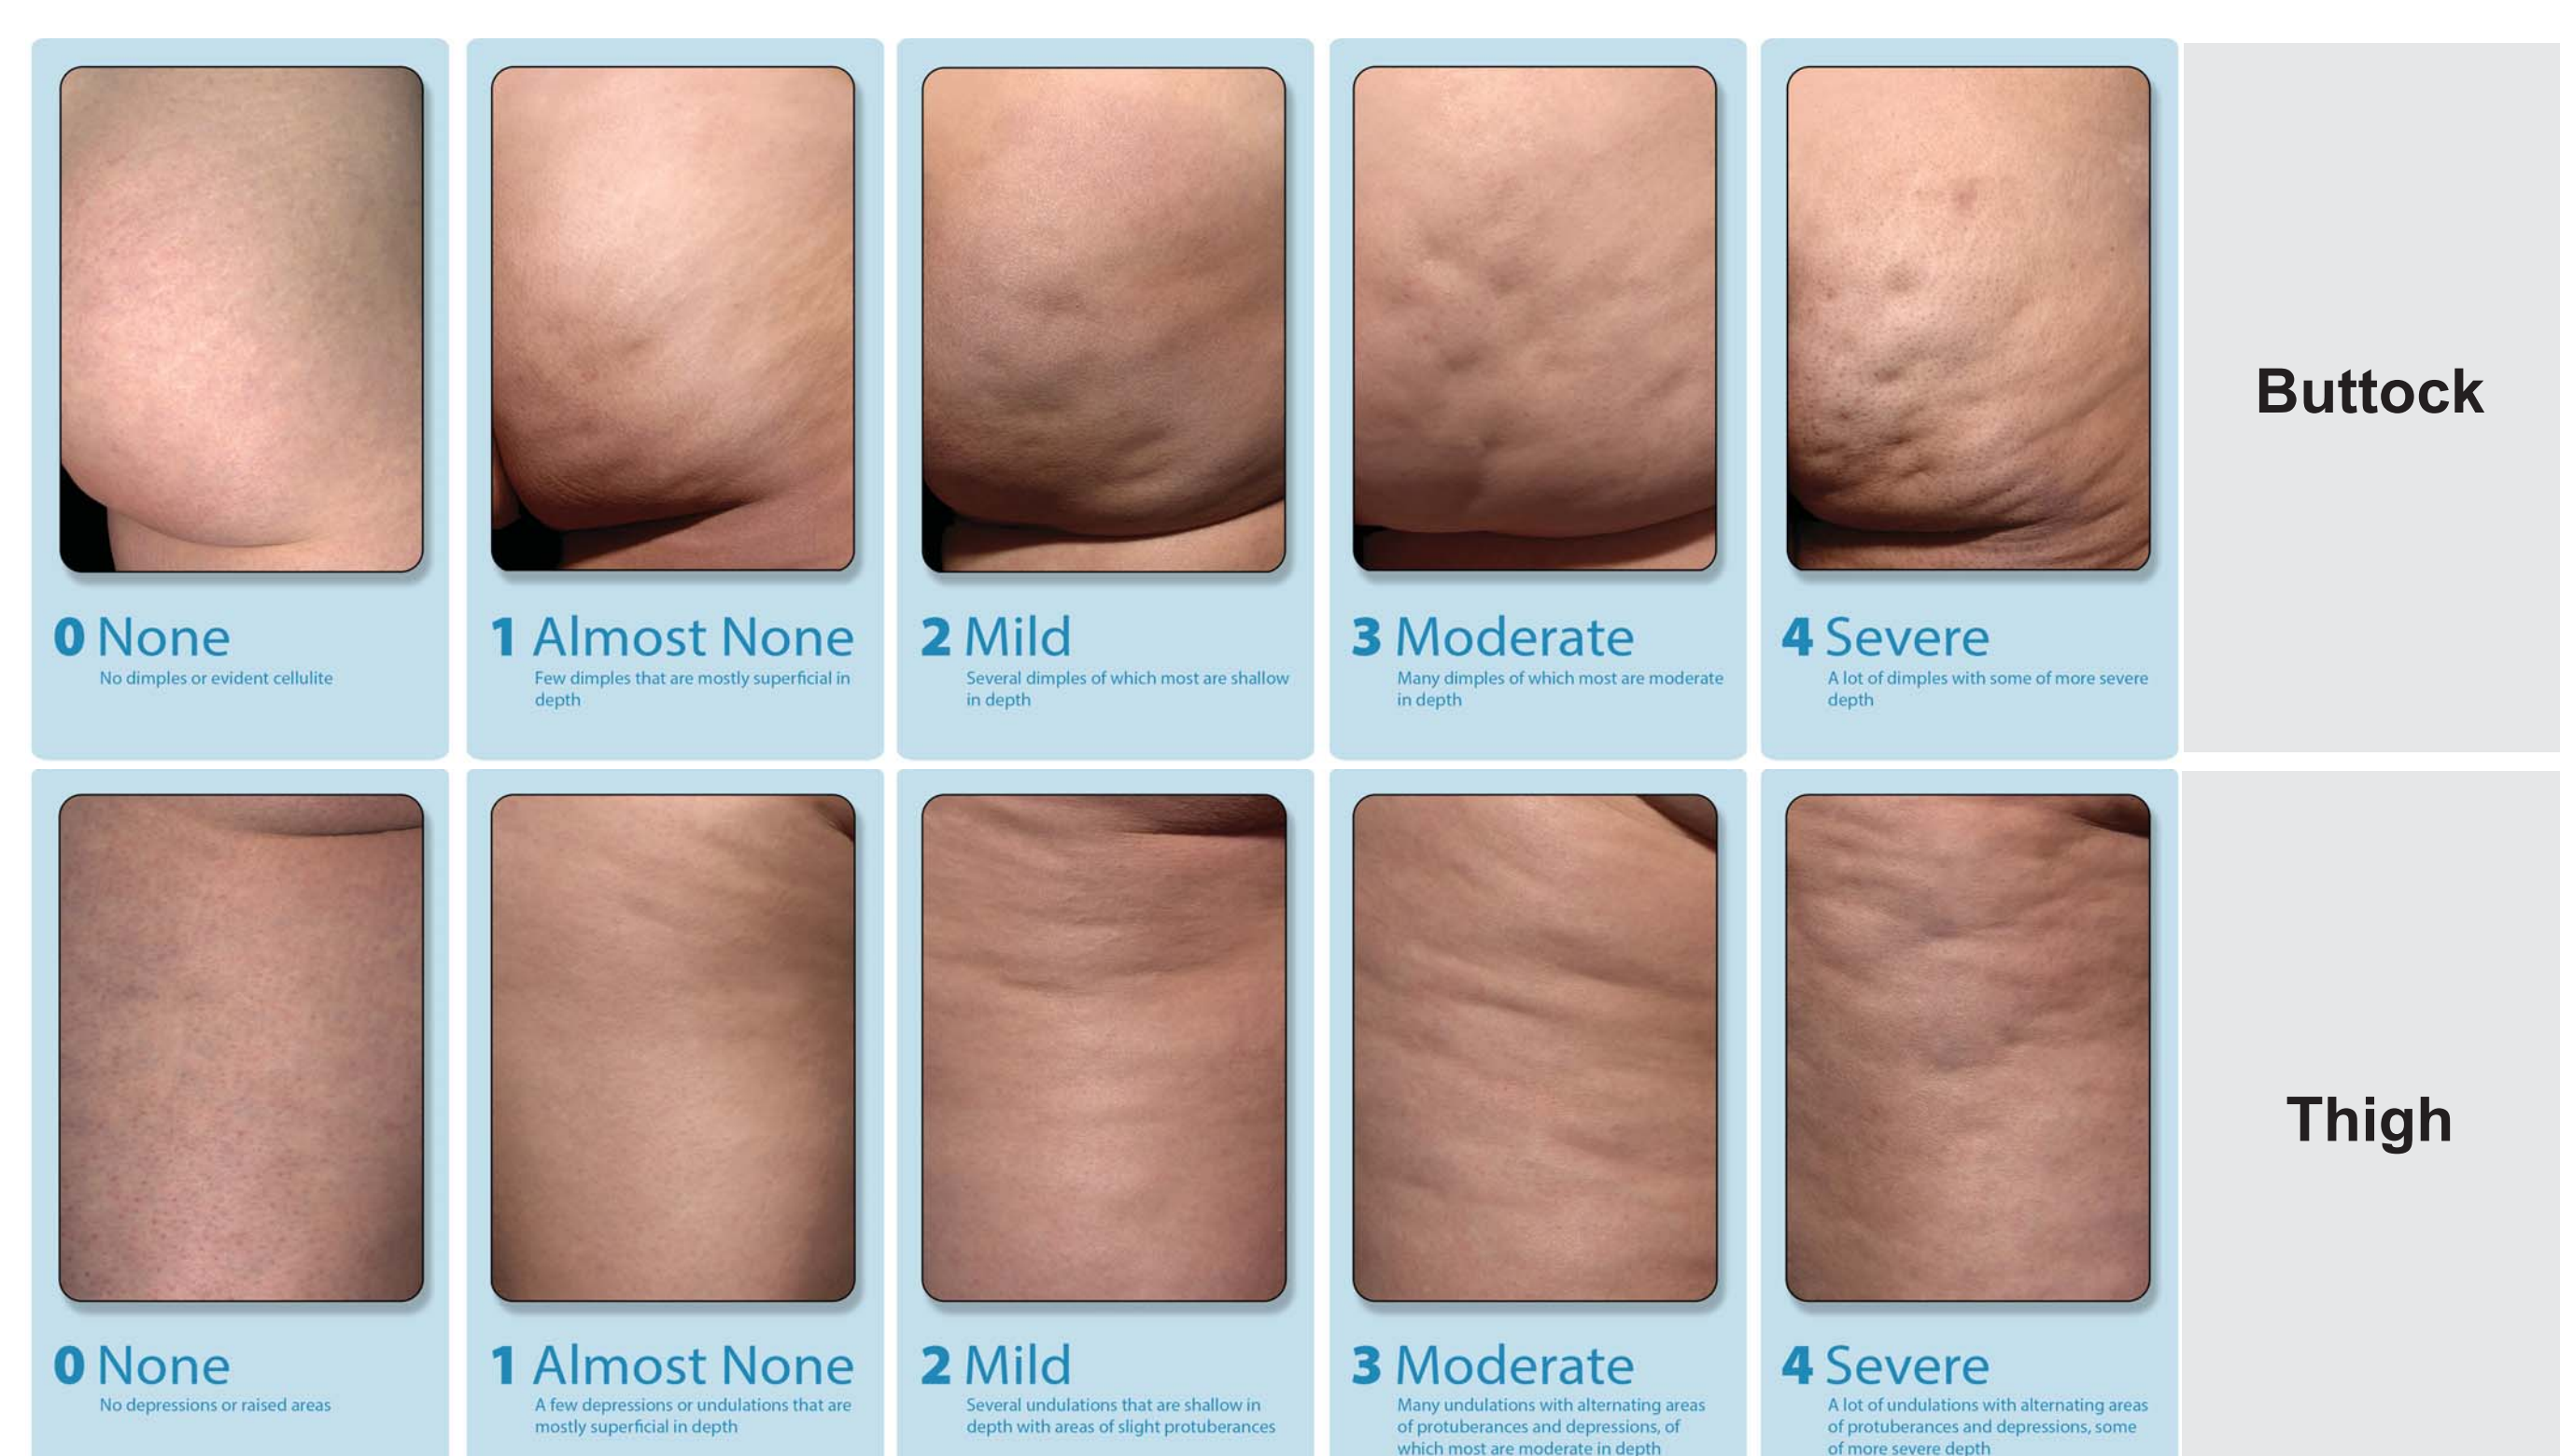 0 None
No dimples or evident cellulite
1 Almost None
Few dimples that are mostly superficial in
depth
2 Mild
Several dimples of which most are shallow
in depth
3 Moderate
Many dimples of which most are moderate
in depth
4 Severe
A lot of dimples with some of more severe
depth
Buttock
0 None
No depressions or raised areas
1 Almost None
A few depressions or undulations that are
mostly superficial in depth
2 Mild
Several undulations that are shallow in
depth with areas of slight protuberances
3 Moderate
Many undulations with alternating areas
of protuberances and depressions, of
which most are moderate in depth
4 Severe
A lot of undulations with alternating areas
of protuberances and depressions, some
of more severe depth
Thigh